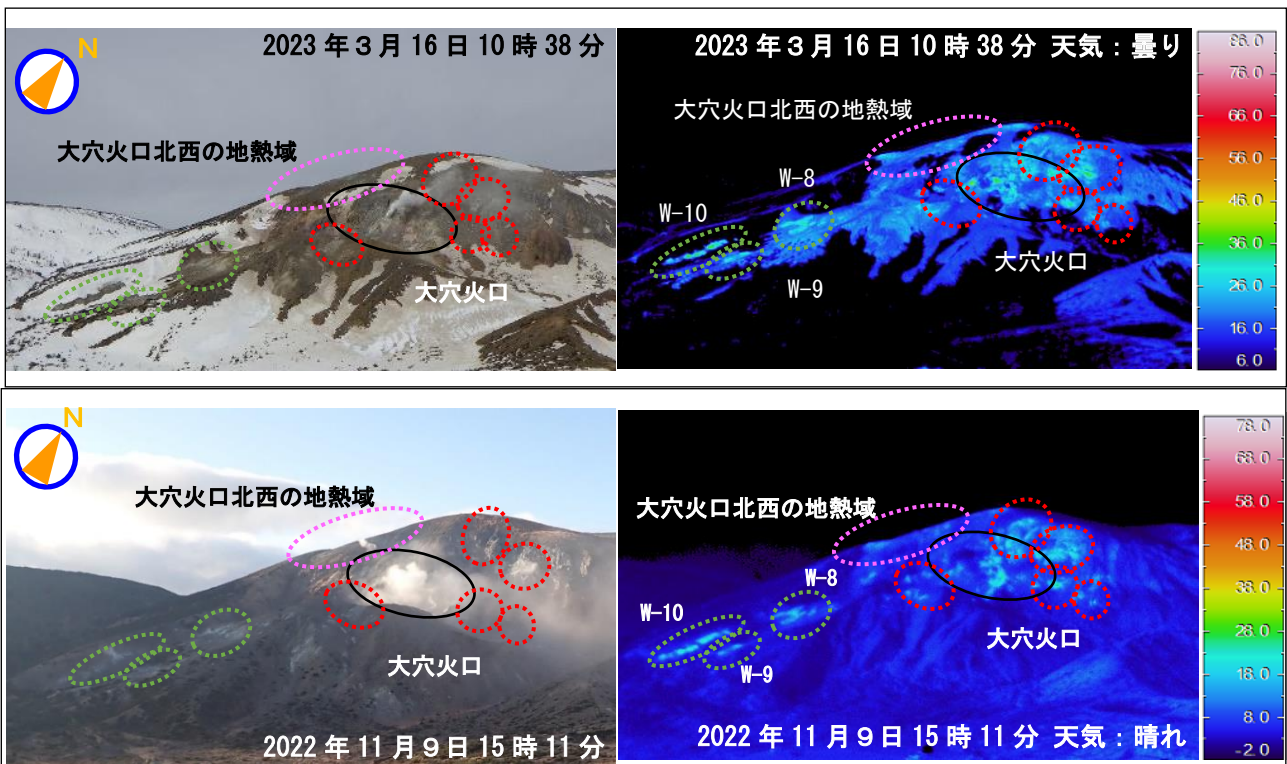 N
2023年3月16日10時38分
大穴火口北西の地熱域
大穴火口
2023年3月16日10時38分 天気：曇り
大穴火口北西の地熱域
W-8
W-10
W-9
大穴火口
86.0
76.0
66.0
56.0
46.0
36.0
26.0
16.0
6.0
N
大穴火口北西の地熱域
大穴火口
2022年11月9日15時11分
大穴火口北西の地熱域
W-8
W-10
W-9
大穴火口
2022年11月9日15時11分 天気：晴れ
78.0
68.0
58.0
48.0
38.0
28.0
18.0
8.0
-2.0